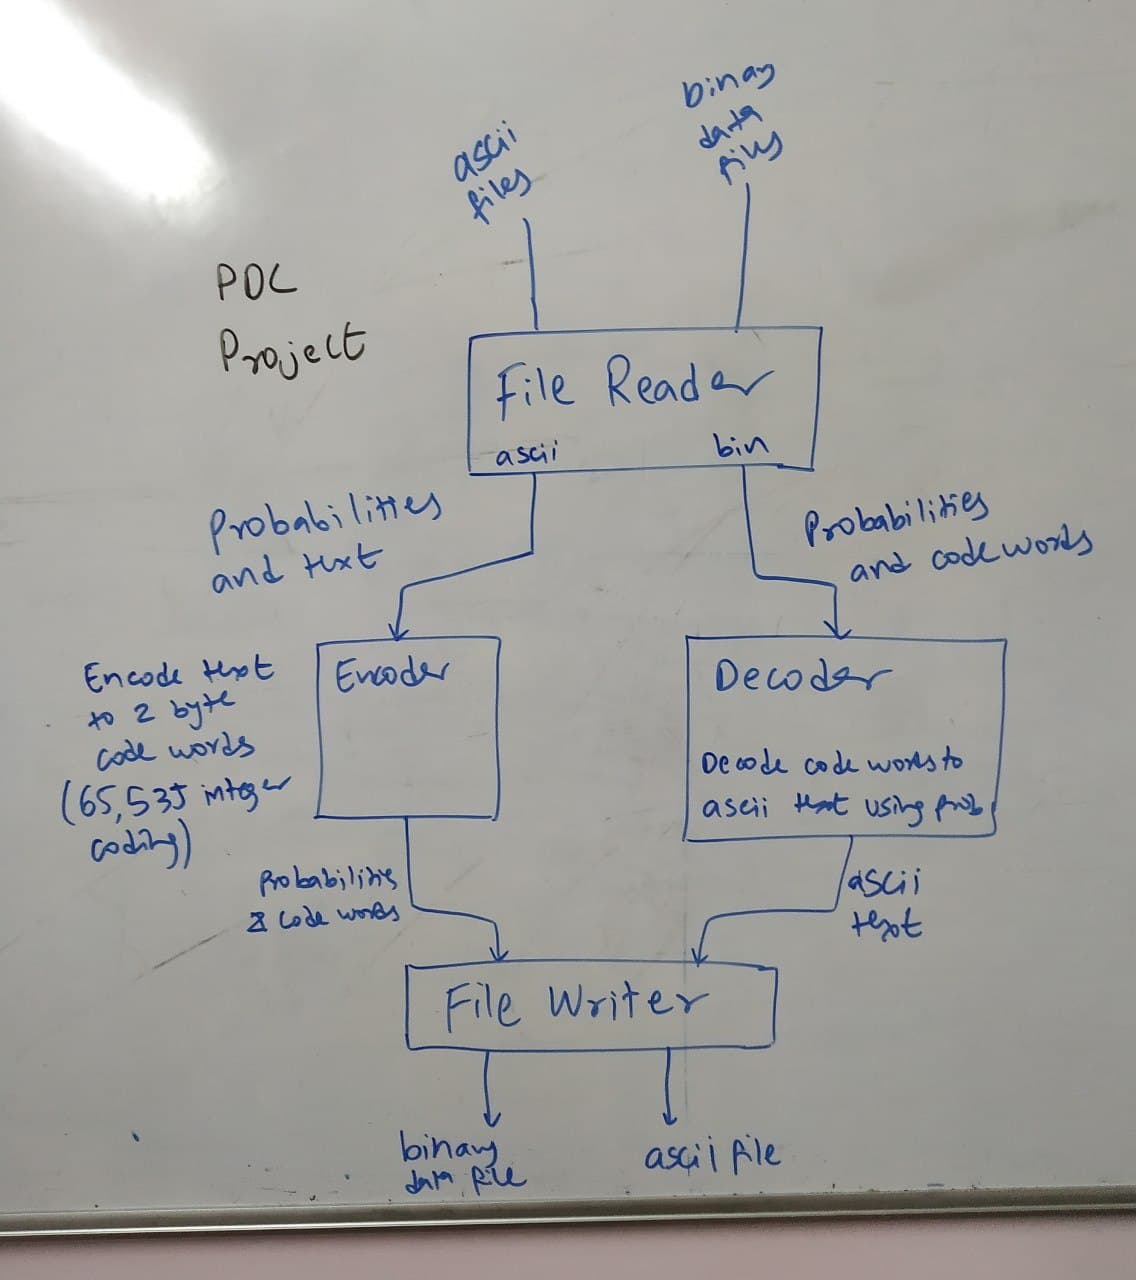 ascii
files
binary
data
files
POC
Project
File Reader
ascii
bin
Probabilities
and text
Probabilities
and code words
Encoder
Encode text
to 2 byte
code words
(65,535 integer
coding)
Decoder
Decode code words to
ascii text using prob
Probabilities
& code words
ascii
text
File Writer
binary
data file
ascii file